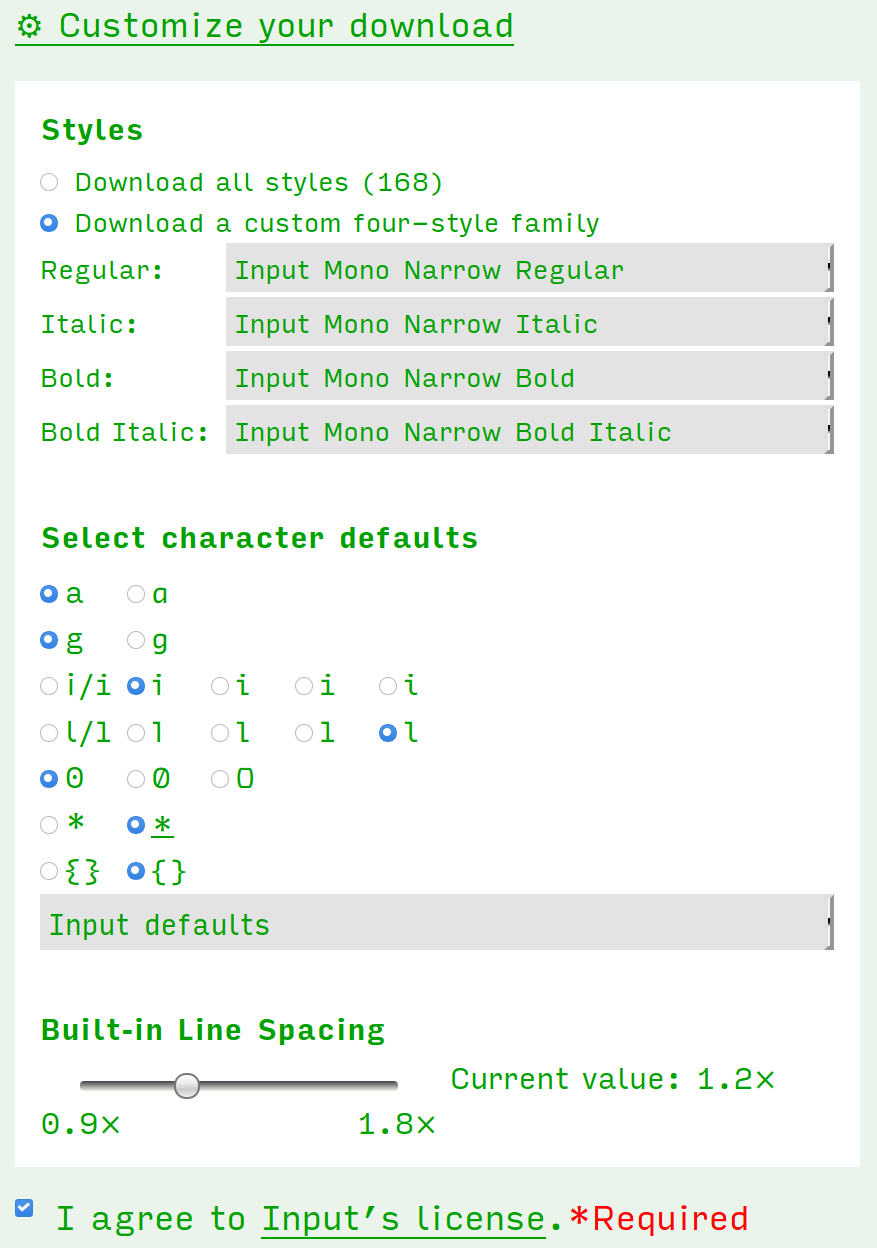 ⚙ Customize your download
Styles
Download all styles (168)
Download a custom four-style family
Regular: Input Mono Narrow Regular
Italic: Input Mono Narrow Italic
Bold: Input Mono Narrow Bold
Bold Italic: Input Mono Narrow Bold Italic
Select character defaults
a ɑ
g g
i/i i i i i
l/l l l l l
0 0 0
* *
{} {}
Input defaults
Built-in Line Spacing
Current value: 1.2×
0.9× 1.8×
I agree to Input’s license.*Required